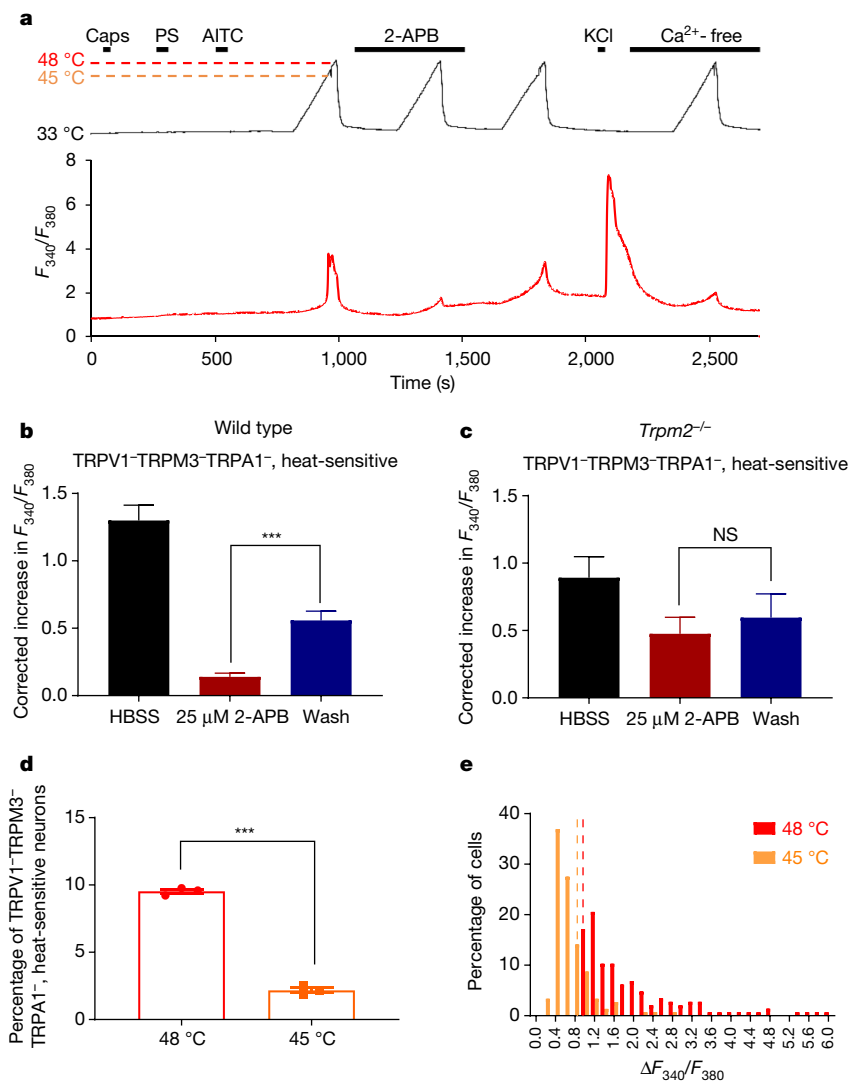 a
Caps PS AITC 2-APB KCl Ca²⁺- free
48 °C
45 °C
33 °C
8
6
4
2
0
F₃₄₀/F₃₈₀
0 500 1,000 1,500 2,000 2,500
Time (s)
b Wild type
TRPV1⁻TRPM3⁻TRPA1⁻, heat-sensitive
Corrected increase in F₃₄₀/F₃₈₀
1.5
1.0
0.5
0.0
***
HBSS 25 μM 2-APB Wash
c Trpm2⁻/⁻
TRPV1⁻TRPM3⁻TRPA1⁻, heat-sensitive
Corrected increase in F₃₄₀/F₃₈₀
1.5
1.0
0.5
0.0
NS
HBSS 25 μM 2-APB Wash
d
Percentage of TRPV1⁻TRPM3⁻
TRPA1⁻, heat-sensitive neurons
15
10
5
0
***
48 °C 45 °C
e
Percentage of cells
40
30
20
10
0
48 °C
45 °C
0.0 0.4 0.8 1.2 1.6 2.0 2.4 2.8 3.2 3.6 4.0 4.4 4.8 5.2 5.6 6.0
ΔF₃₄₀/F₃₈₀